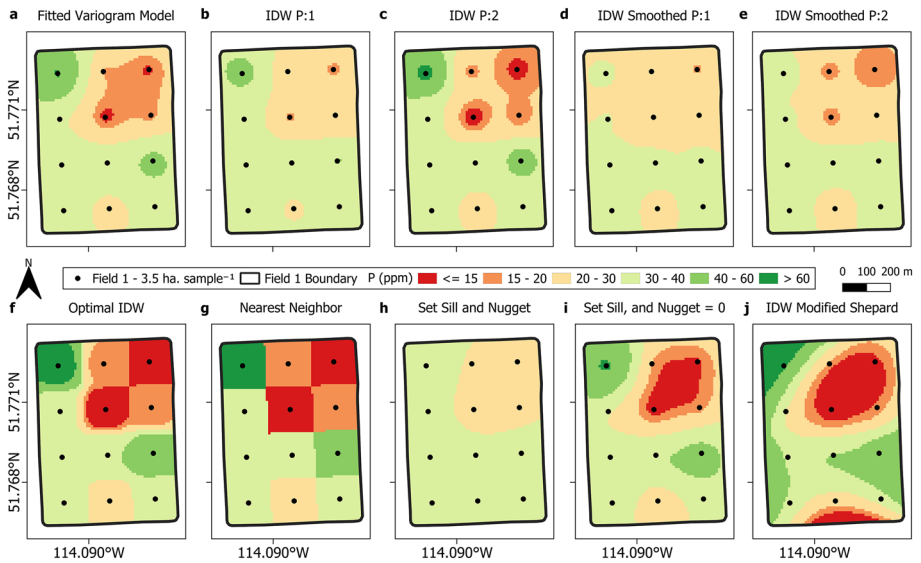 a Fitted Variogram Model
b IDW P:1
c IDW P:2
d IDW Smoothed P:1
e IDW Smoothed P:2
51.771°N
51.768°N
N
Field 1 - 3.5 ha. sample⁻¹ Field 1 Boundary P (ppm) <= 15 15 - 20 20 - 30 30 - 40 40 - 60 > 60
0 100 200 m
f Optimal IDW
g Nearest Neighbor
h Set Sill and Nugget
i Set Sill, and Nugget = 0
j IDW Modified Shepard
51.771°N
51.768°N
114.090°W
114.090°W
114.090°W
114.090°W
114.090°W